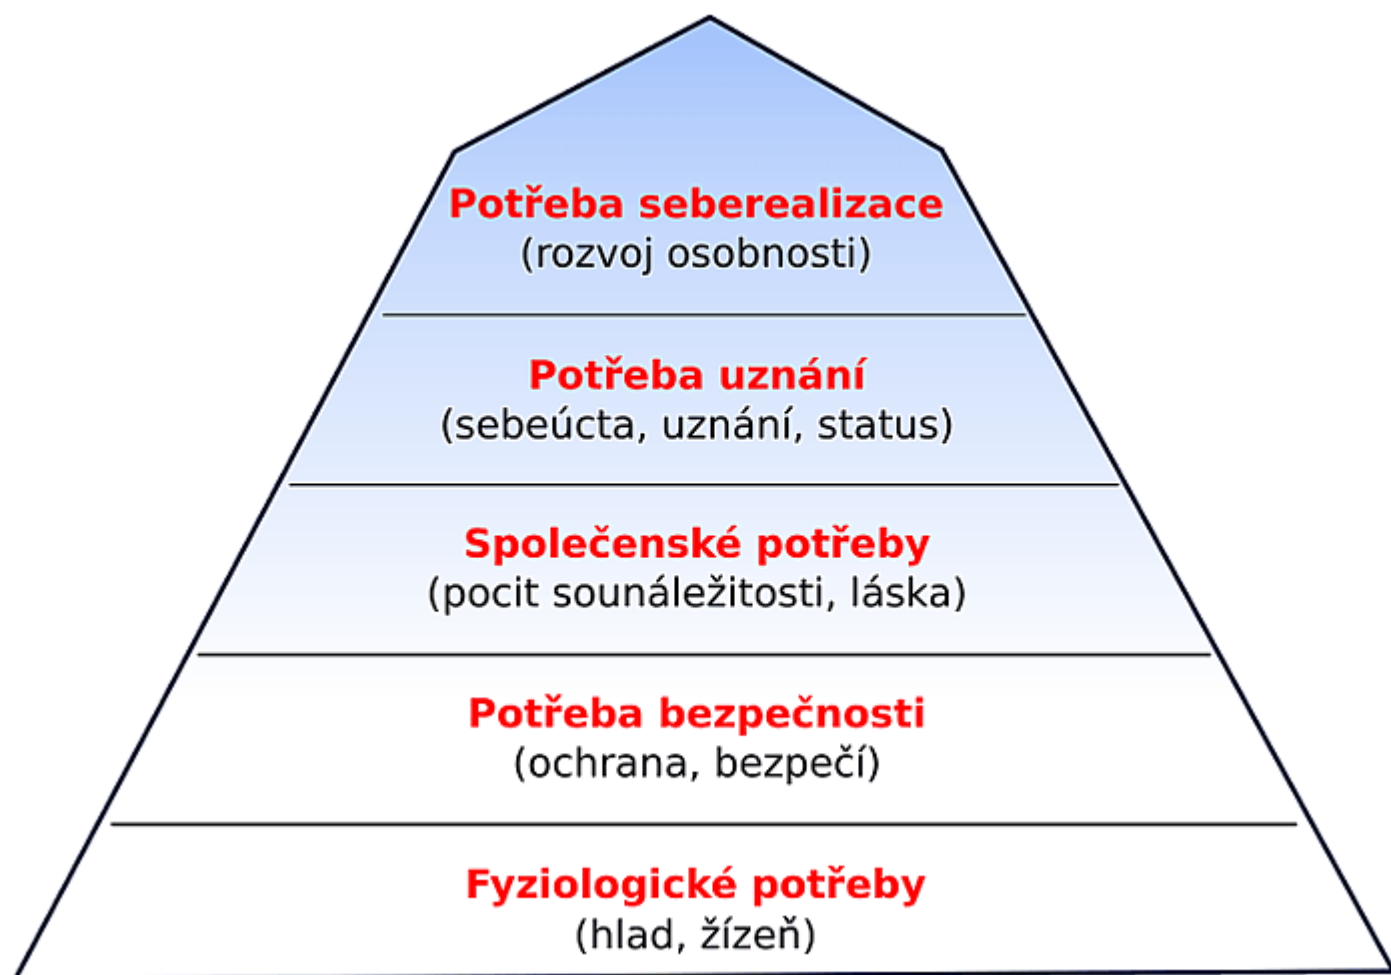 Potřeba seberealizace
(rozvoj osobnosti)
Potřeba uznání
(sebeúcta, uznání, status)
Společenské potřeby
(pocit sounáležitosti, láska)
Potřeba bezpečnosti
(ochrana, bezpečí)
Fyziologické potřeby
(hlad, žízeň)